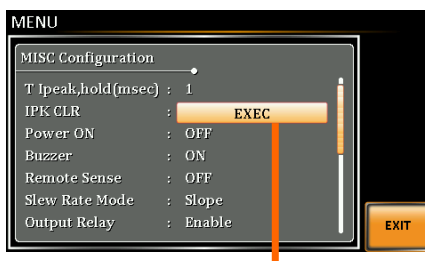 MENU
MISC Configuration
T Ipeak,hold(msec) : 1
IPK CLR : EXEC
Power ON : OFF
Buzzer : ON
Remote Sense : OFF
Slew Rate Mode : Slope
Output Relay : Enable
EXIT